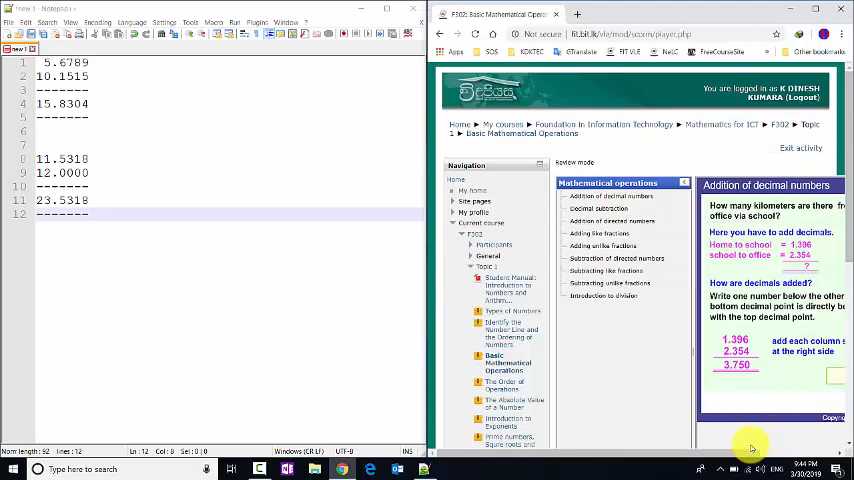 *new 1 - Notepad++
File Edit Search View Encoding Language Settings Tools Macro Run Plugins Window ?
new 1
1 5.6789
2 10.1515
3 -------
4 15.8304
5 -------
6
7
8 11.5318
9 12.0000
10 -------
11 23.5318
12 -------
Norm length: 92 lines: 12 Ln : 12 Col : 8 Sel : 0 | 0 Windows (CR LF) UTF-8 INS
F302: Basic Mathematical Opera
Not secure | fit.bit.lk/vle/mod/scorm/player.php
Apps SOS KDKTEC GTranslate FIT VLE NeLC FreeCourseSite Other bookmarks
විදුපියස
You are logged in as K DINESH
KUMARA (Logout)
Home ► My courses ► Foundation In Information Technology ► Mathematics for ICT ► F302 ► Topic
1 ► Basic Mathematical Operations
Exit activity
Navigation
Home
My home
Site pages
My profile
Current course
F302
Participants
General
Topic 1
Student Manual:
Introduction to
Numbers and
Arithm...
Types of Numbers
Identify the
Number Line and
the Ordering of
Numbers
Basic
Mathematical
Operations
The Order of
Operations
The Absolute Value
of a Number
Introduction to
Exponents
Prime numbers,
Squre roots and
Review mode
Mathematical operations
Addition of decimal numbers
Decimal subtraction
Addition of directed numbers
Adding like fractions
Adding unlike fractions
Subtraction of directed numbers
Subtracting like fractions
Subtracting unlike fractions
Introduction to division
Addition of decimal numbers
How many kilometers are there
office via school?
Here you have to add decimals.
Home to school = 1.396
school to office = 2.354
?
How are decimals added?
Write one number below the other
bottom decimal point is directly be
with the top decimal point.
1.396
2.354
3.750
add each column
at the right side
Type here to search
ENG
9:44 PM
3/30/2019